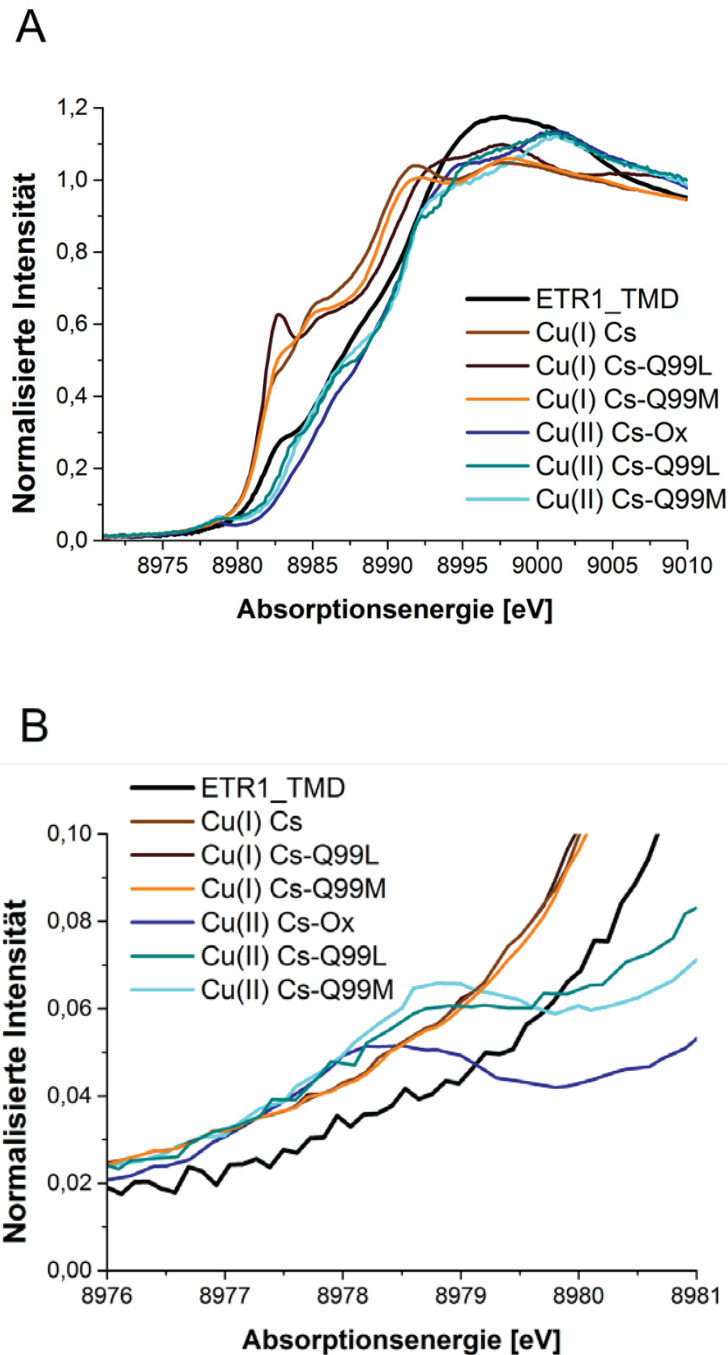 A
Normalisierte Intensität
1,2
1,0
0,8
0,6
0,4
0,2
0,0
ETR1_TMD
Cu(I) Cs
Cu(I) Cs-Q99L
Cu(I) Cs-Q99M
Cu(II) Cs-Ox
Cu(II) Cs-Q99L
Cu(II) Cs-Q99M
8975 8980 8985 8990 8995 9000 9005 9010
Absorptionsenergie [eV]
B
ETR1_TMD
Cu(I) Cs
Cu(I) Cs-Q99L
Cu(I) Cs-Q99M
Cu(II) Cs-Ox
Cu(II) Cs-Q99L
Cu(II) Cs-Q99M
Normalisierte Intensität
0,10
0,08
0,06
0,04
0,02
0,00
8976 8977 8978 8979 8980 8981
Absorptionsenergie [eV]